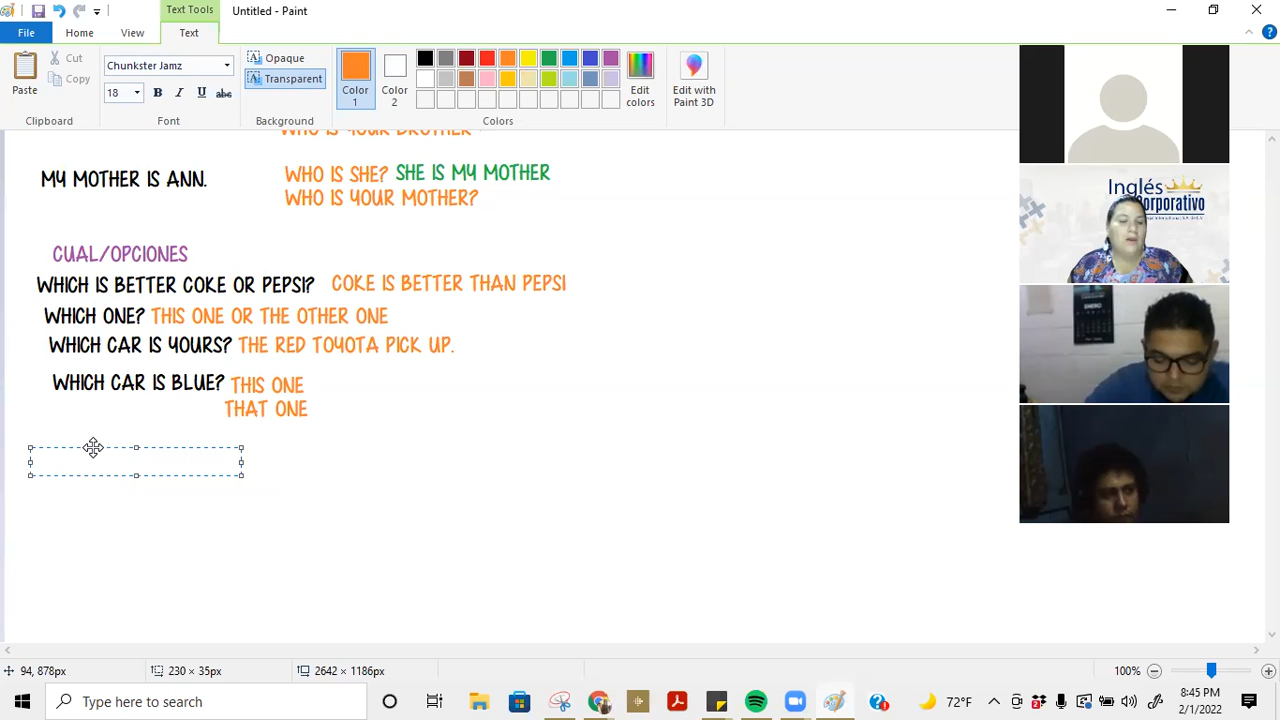 Text Tools
Untitled - Paint
File
Home
View
Text
Paste
Cut
Copy
Clipboard
Chunkster Jamz
18
B I U abc
Font
Opaque
Transparent
Background
Color 1
Color 2
Edit colors
Colors
Edit with Paint 3D
WHO IS YOUR BROTHER
MY MOTHER IS ANN.
WHO IS SHE? SHE IS MY MOTHER
WHO IS YOUR MOTHER?
CUAL/OPCIONES
WHICH IS BETTER COKE OR PEPSI? COKE IS BETTER THAN PEPSI
WHICH ONE? THIS ONE OR THE OTHER ONE
WHICH CAR IS YOURS? THE RED TOYOTA PICK UP.
WHICH CAR IS BLUE? THIS ONE
THAT ONE
Inglés
Corporativo
ENERO
94, 878px
230 × 35px
2642 × 1186px
100%
Type here to search
72°F
8:45 PM
2/1/2022